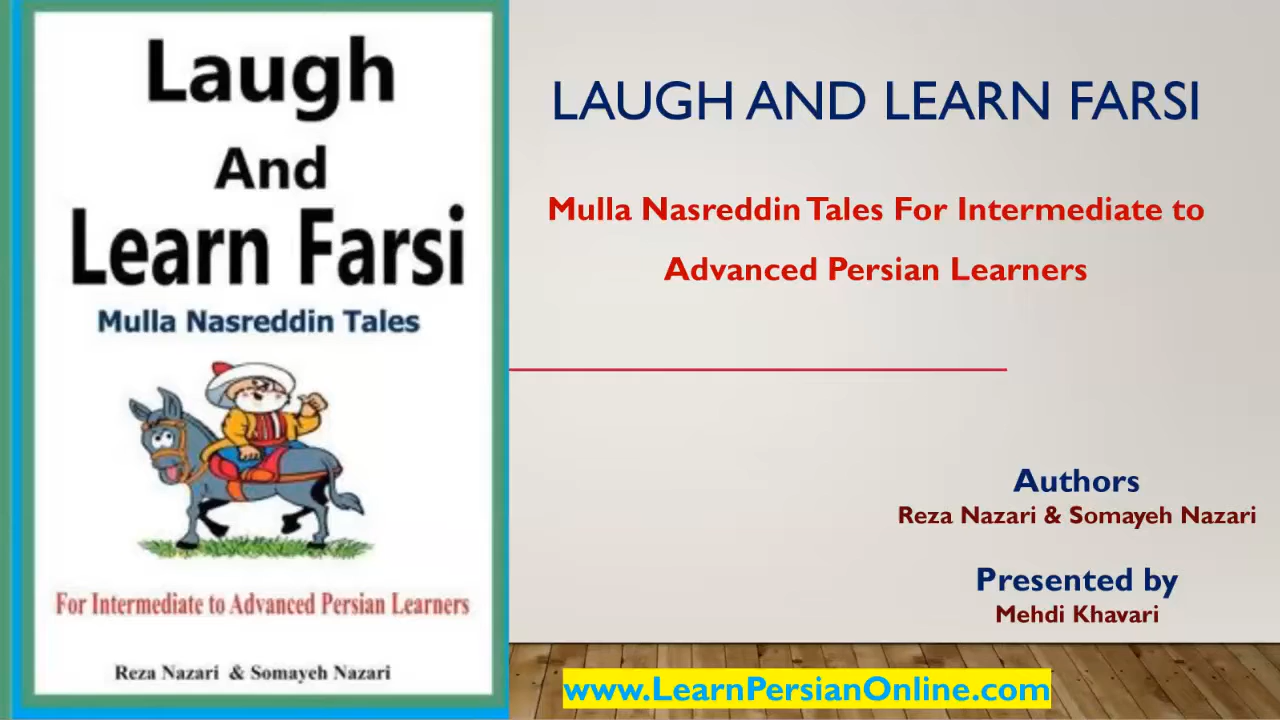 Laugh
And
Learn Farsi
Mulla Nasreddin Tales
For Intermediate to Advanced Persian Learners
Reza Nazari & Somayeh Nazari
LAUGH AND LEARN FARSI
Mulla Nasreddin Tales For Intermediate to
Advanced Persian Learners
Authors
Reza Nazari & Somayeh Nazari
Presented by
Mehdi Khavari
www.LearnPersianOnline.com